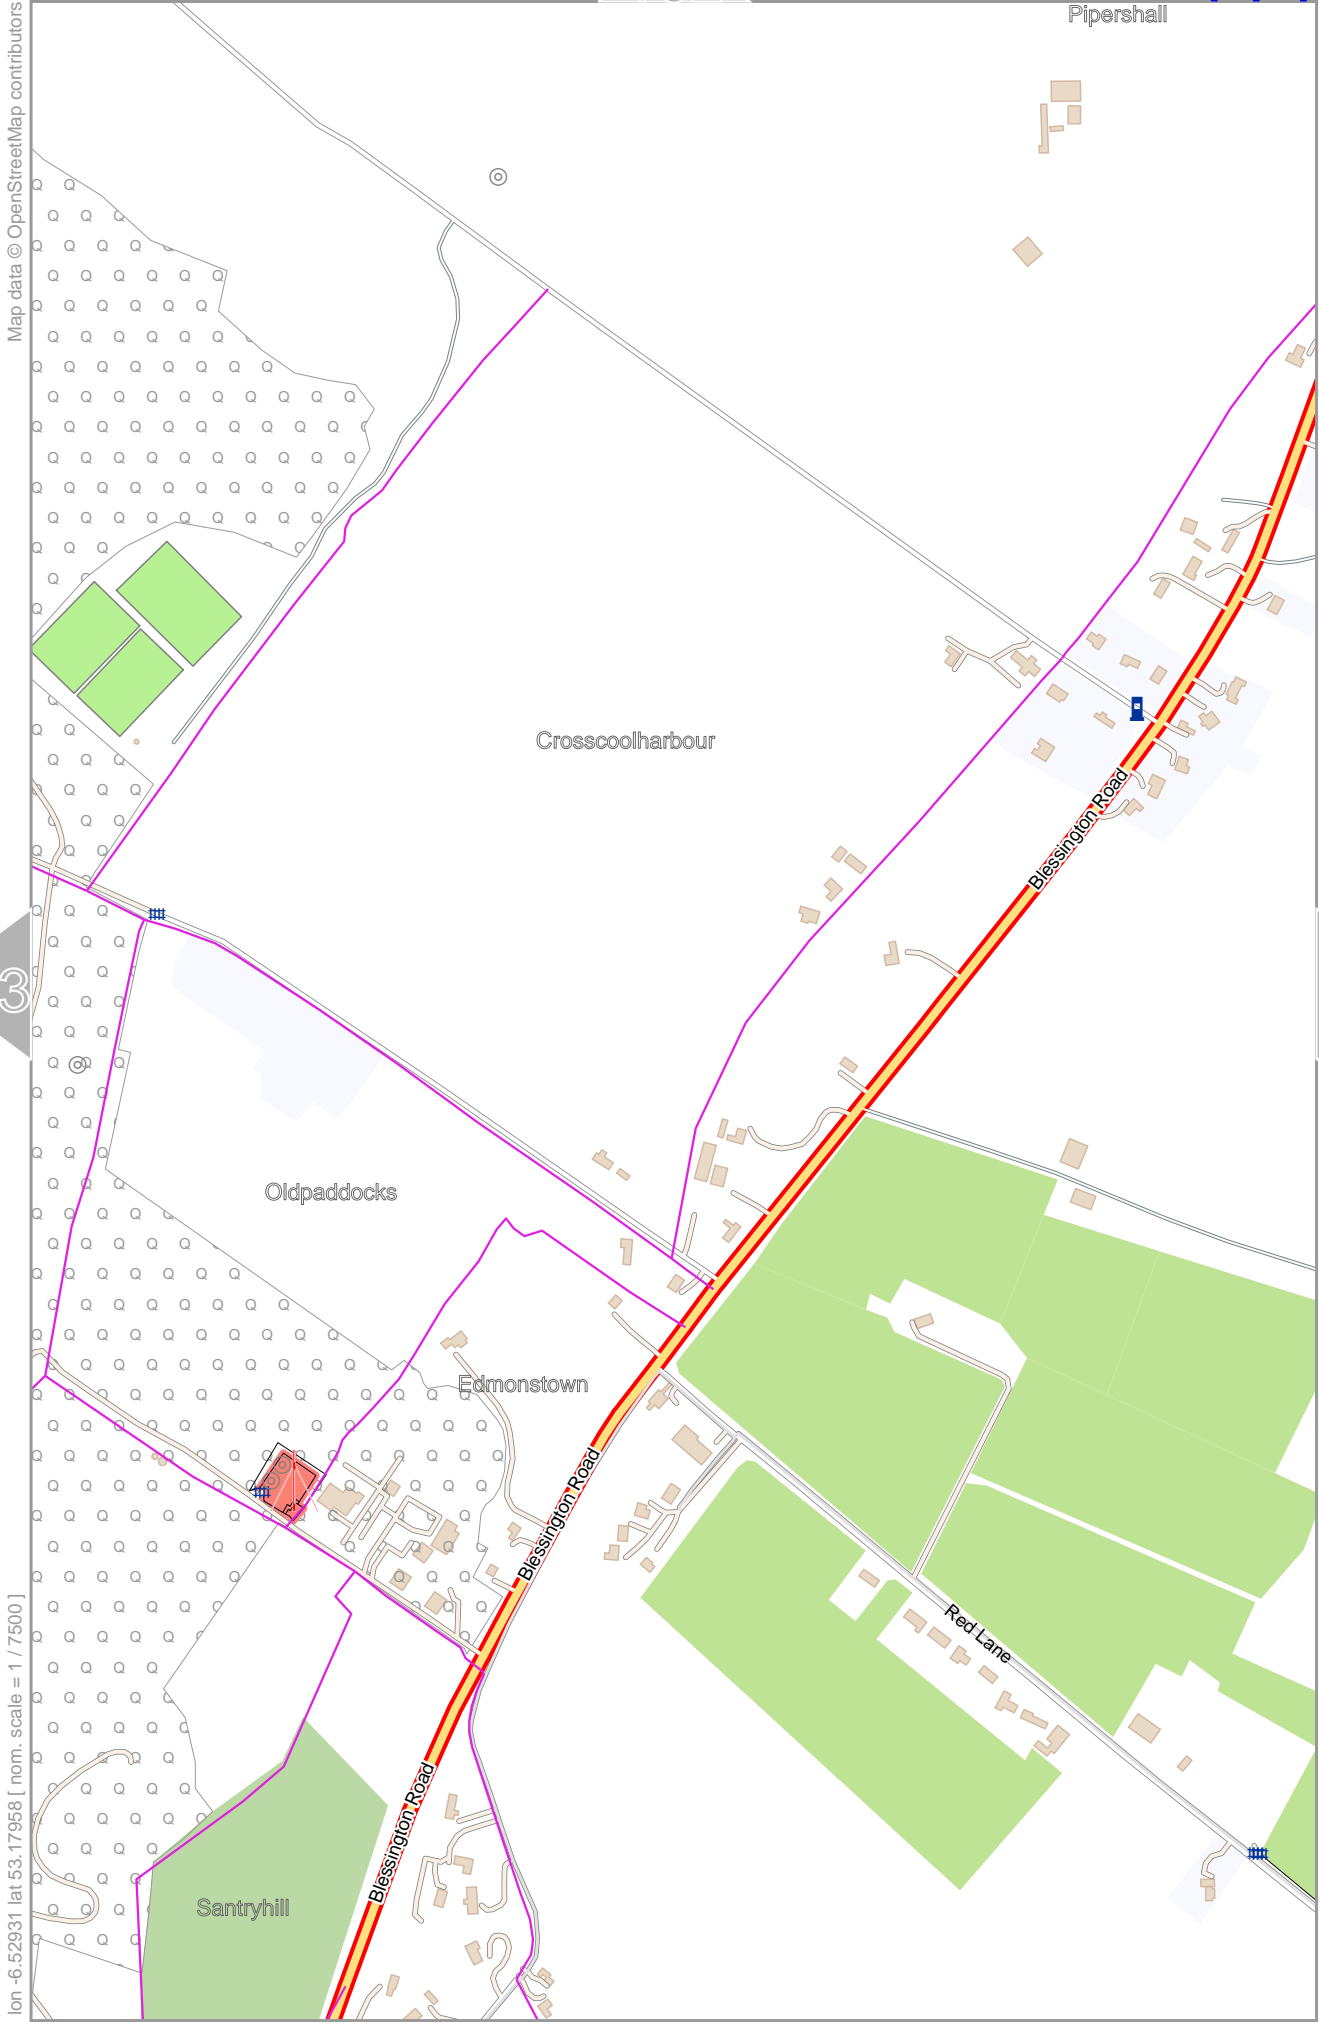 Pipershall
Map data © OpenStreetMap contributors
Crosscoolharbour
Blessington Road
3
Oldpaddocks
Edmonstown
Blessington Road
Red Lane
Blessington Road
Santryhill
lon -6.52931 lat 53.17958 [ nom. scale = 1 / 7500 ]